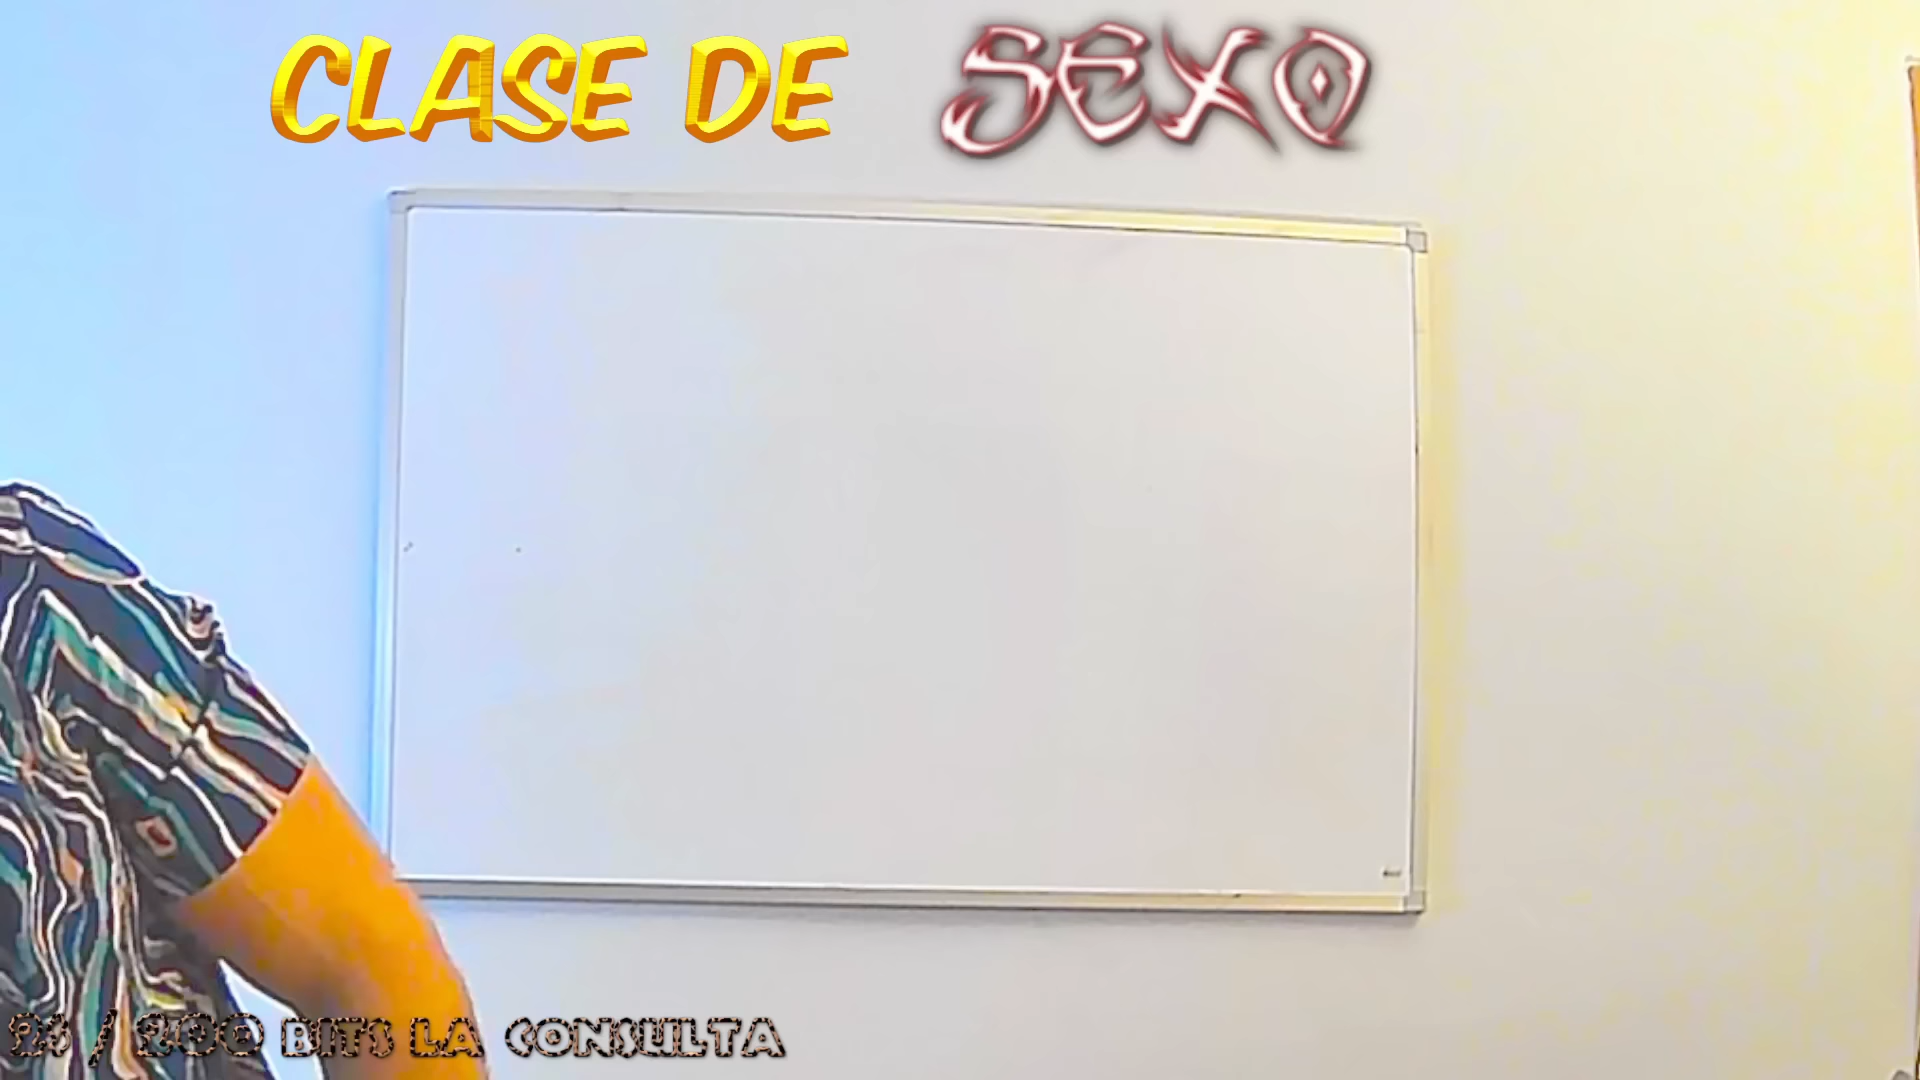 CLASE DE SEXO
/ 200 BITS LA CONSULTA